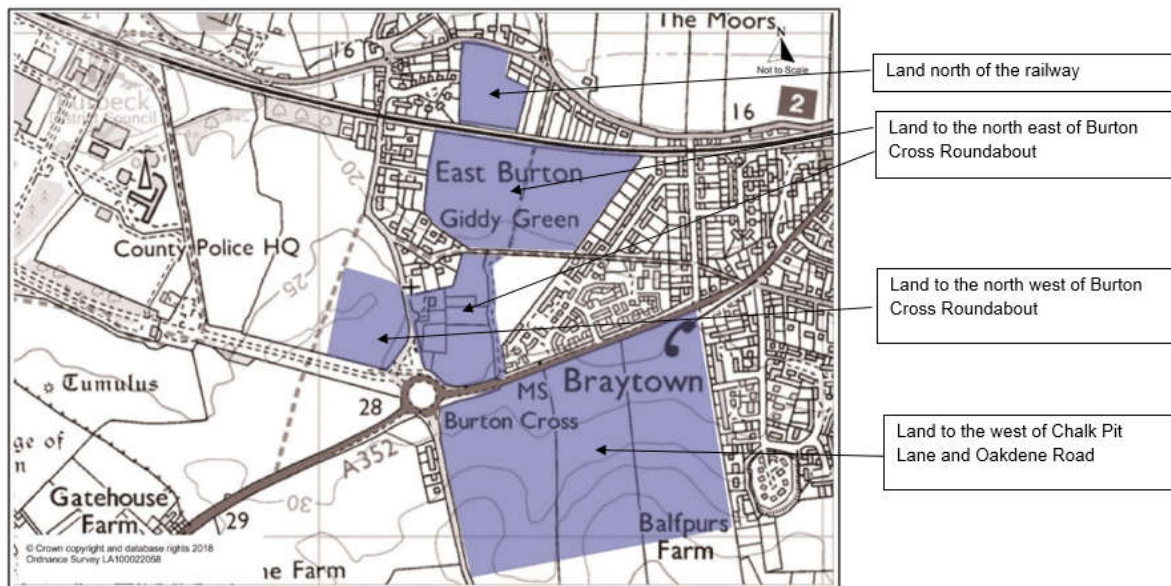 The Moors
N
Not to Scale
16
Purbeck
District Council
2
16
East Burton
20
Giddy Green
County Police HQ
25
Tumulus
28
MS
Braytown
Burton Cross
A352
30
Gatehouse
Farm
29
Balfpurs
Farm
ne Farm
ge of
© Crown copyright and database rights 2018
Ordnance Survey LA100022058
Land north of the railway
Land to the north east of Burton
Cross Roundabout
Land to the north west of Burton
Cross Roundabout
Land to the west of Chalk Pit
Lane and Oakdene Road